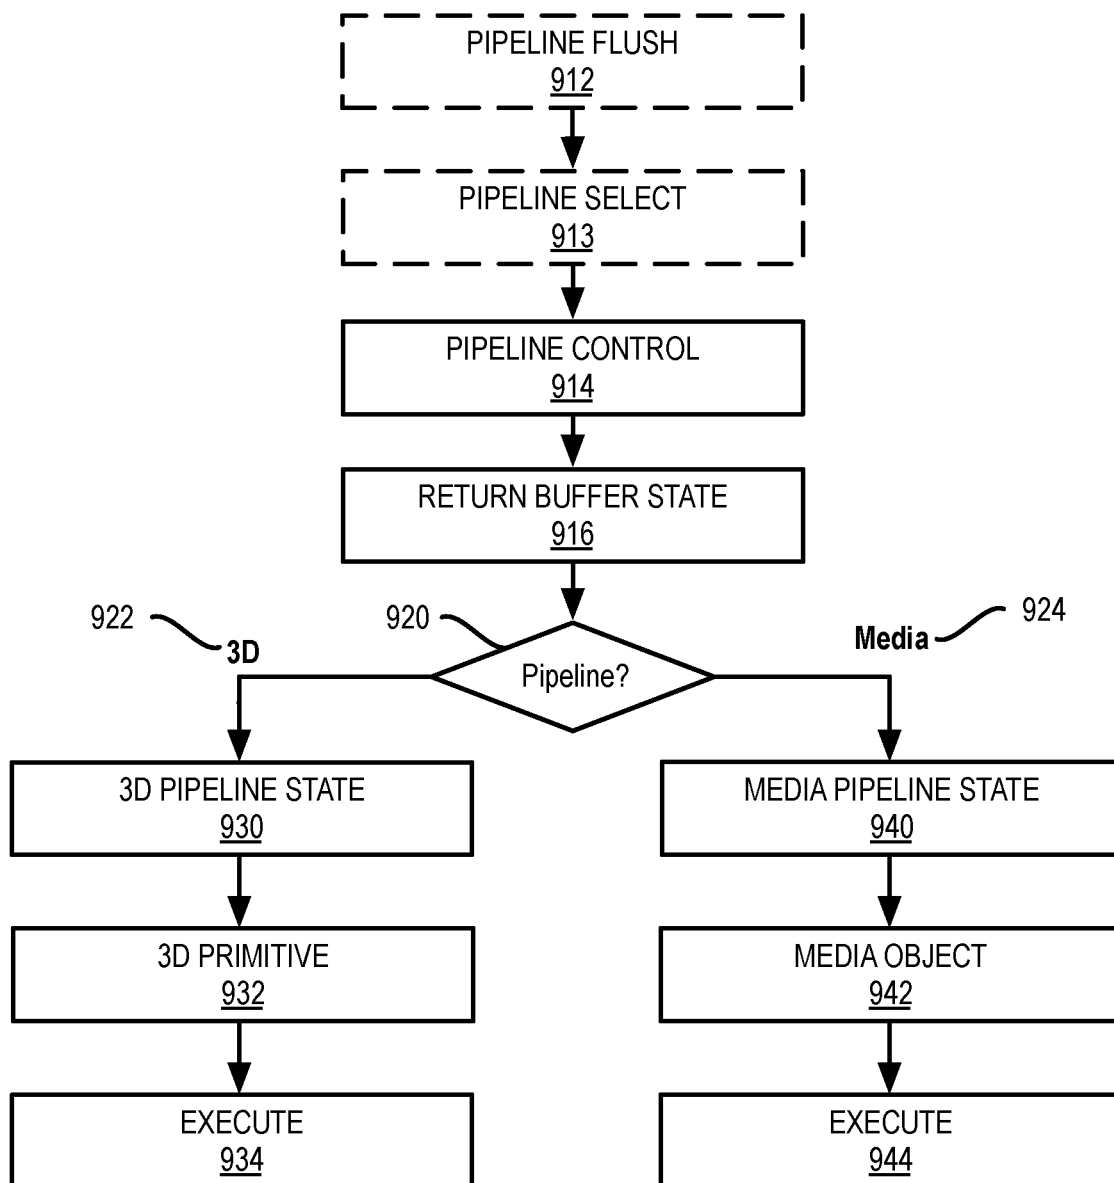 PIPELINE FLUSH
912
PIPELINE SELECT
913
PIPELINE CONTROL
914
RETURN BUFFER STATE
916
922
3D
920
Pipeline?
Media
924
3D PIPELINE STATE
930
MEDIA PIPELINE STATE
940
3D PRIMITIVE
932
MEDIA OBJECT
942
EXECUTE
934
EXECUTE
944